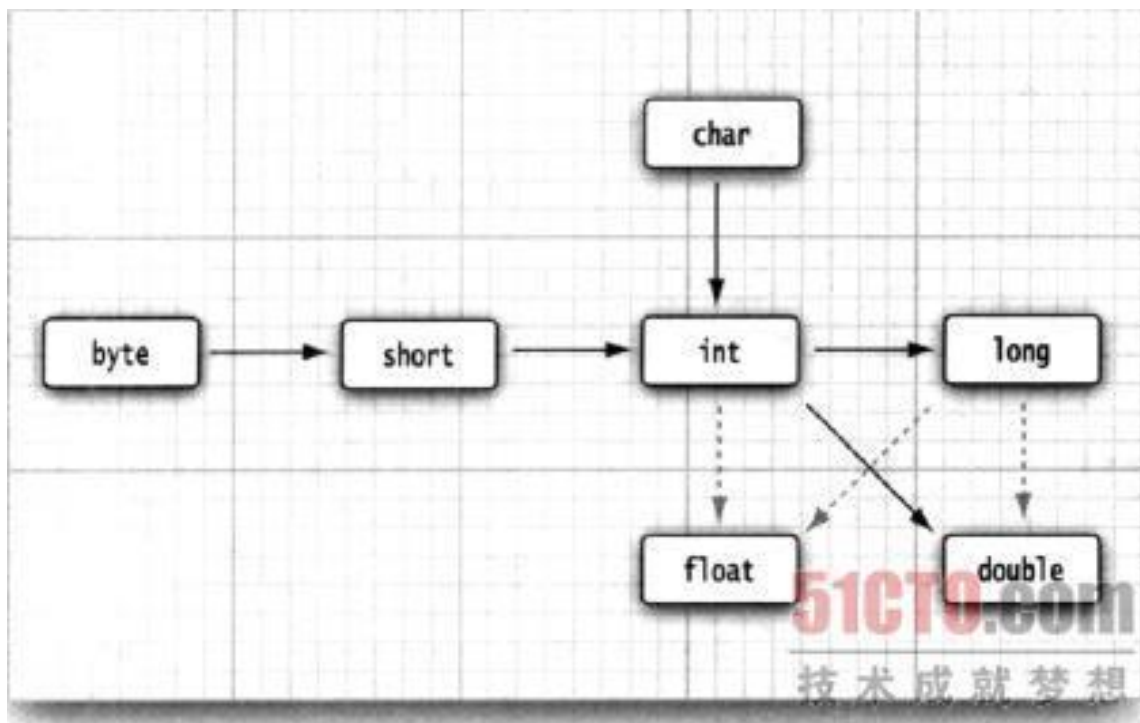 char
byte
short
int
long
float
double
51CTO.com
技术成就梦想